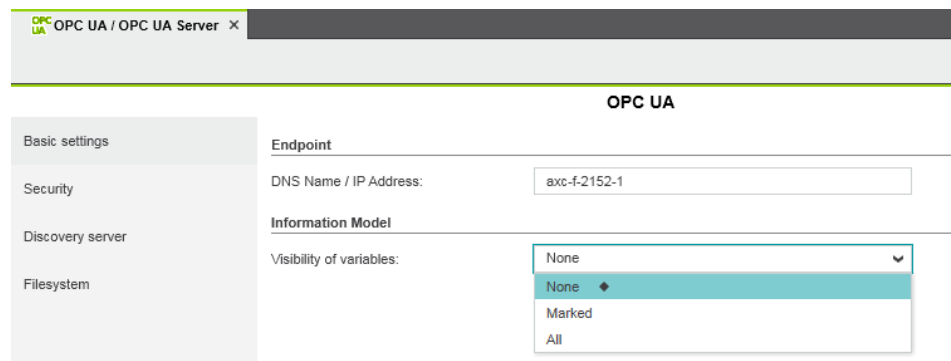 OPC UA OPC UA / OPC UA Server ×
OPC UA
Basic settings
Security
Discovery server
Filesystem
Endpoint
DNS Name / IP Address: axc-f-2152-1
Information Model
Visibility of variables: None
None
Marked
All